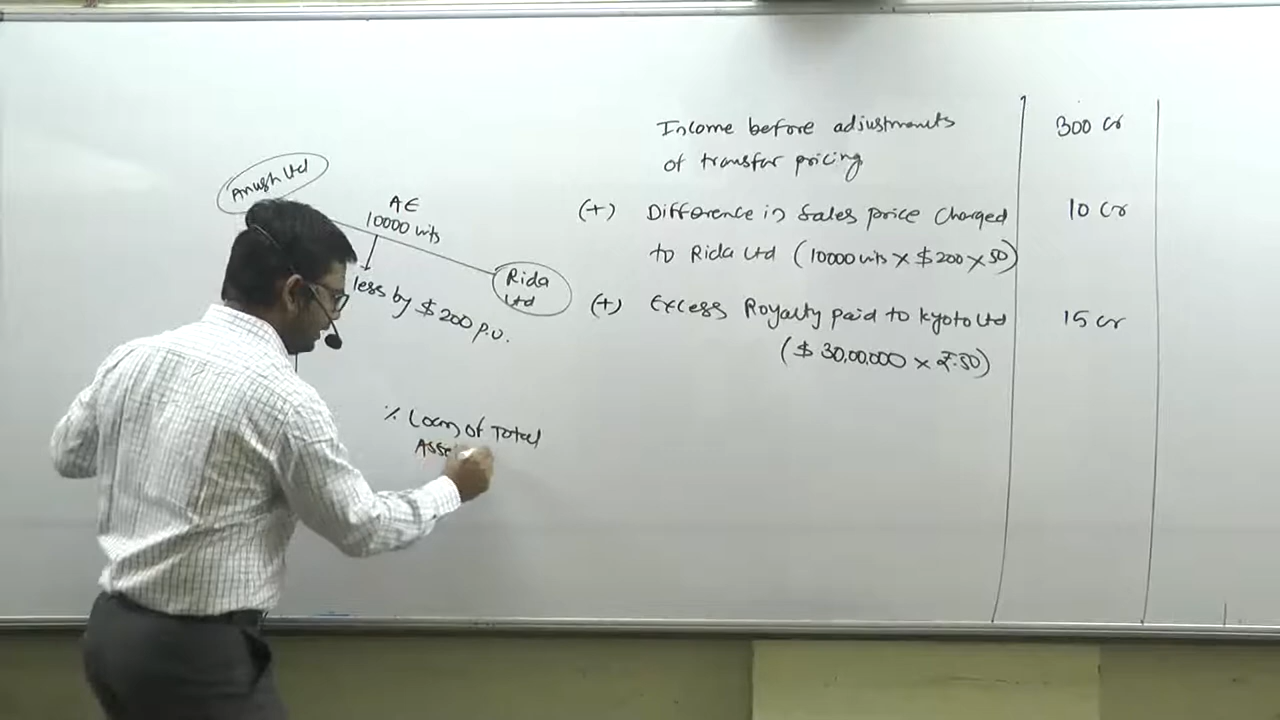 Anush Ltd
AE
10000 units
less by $ 200 p.u.
Rida
Ltd
% Loan of Total
Asse
Income before adjustments
of transfer pricing
300 cr
(+) Difference in Sales price charged
to Rida Ltd (10000 units x $ 200 x 50)
10 Cr
(+) Excess Royalty paid to kyoto Ltd
($ 30,00,000 x ₹.50)
15 cr